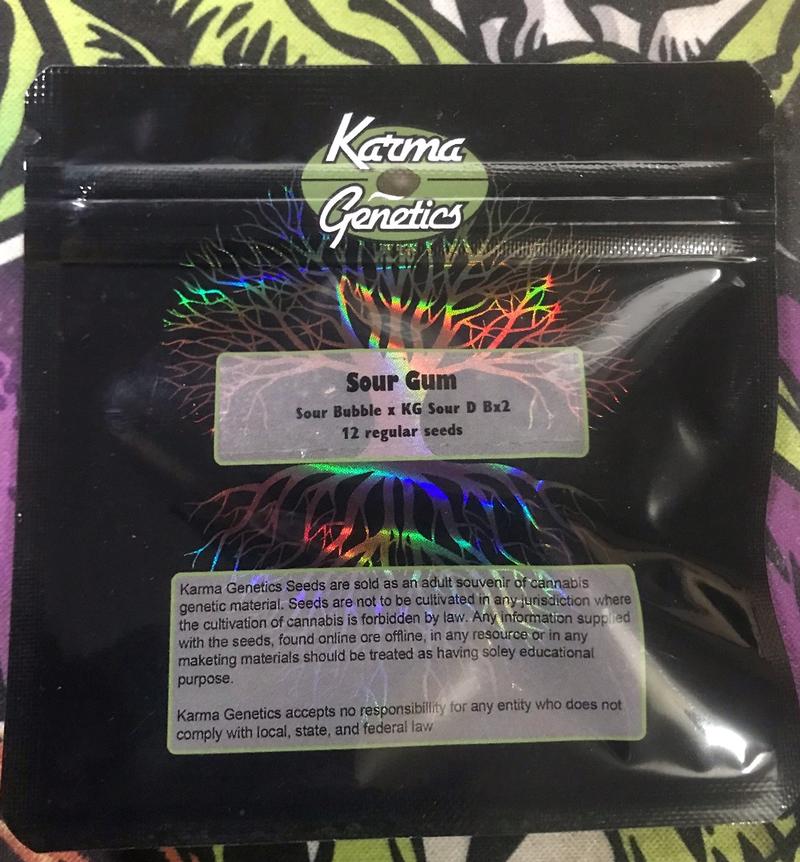 Karma
Genetics
Sour Gum
Sour Bubble x KG Sour D Bx2
12 regular seeds
Karma Genetics Seeds are sold as an adult souvenir of cannabis
genetic material. Seeds are not to be cultivated in any jurisdiction where
the cultivation of cannabis is forbidden by law. Any information supplied
with the seeds, found online ore offline, in any resource or in any
maketing materials should be treated as having soley educational
purpose.
Karma Genetics accepts no responsibility for any entity who does not
comply with local, state, and federal law